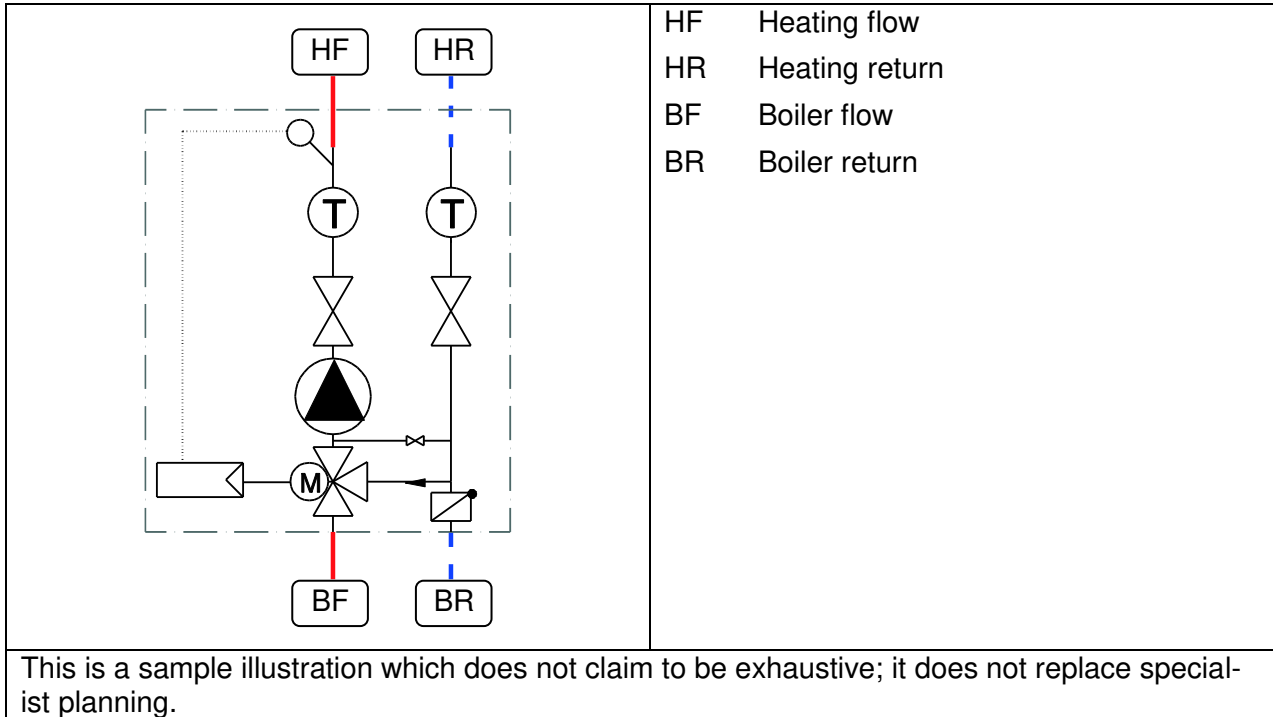 HF HR
T T
M
BF BR
HF Heating flow
HR Heating return
BF Boiler flow
BR Boiler return
This is a sample illustration which does not claim to be exhaustive; it does not replace special-
ist planning.